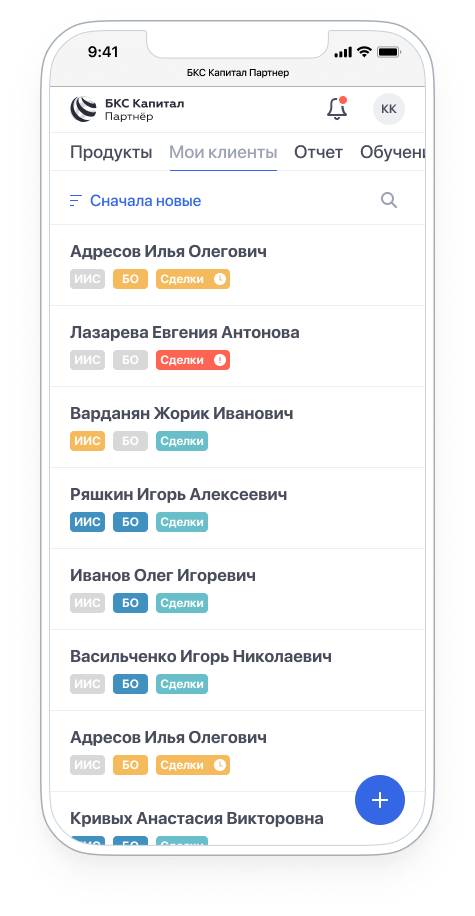 9:41
БКС Капитал Партнер
БКС Капитал
Партнёр
КК
Продукты Мои клиенты Отчет Обучени
Сначала новые
Адресов Илья Олегович
ИИС БО Сделки
Лазарева Евгения Антонова
ИИС БО Сделки
Варданян Жорик Иванович
ИИС БО Сделки
Ряшкин Игорь Алексеевич
ИИС БО Сделки
Иванов Олег Игоревич
ИИС БО Сделки
Васильченко Игорь Николаевич
ИИС БО Сделки
Адресов Илья Олегович
ИИС БО Сделки
Кривых Анастасия Викторовна
ИИС БО Сделки